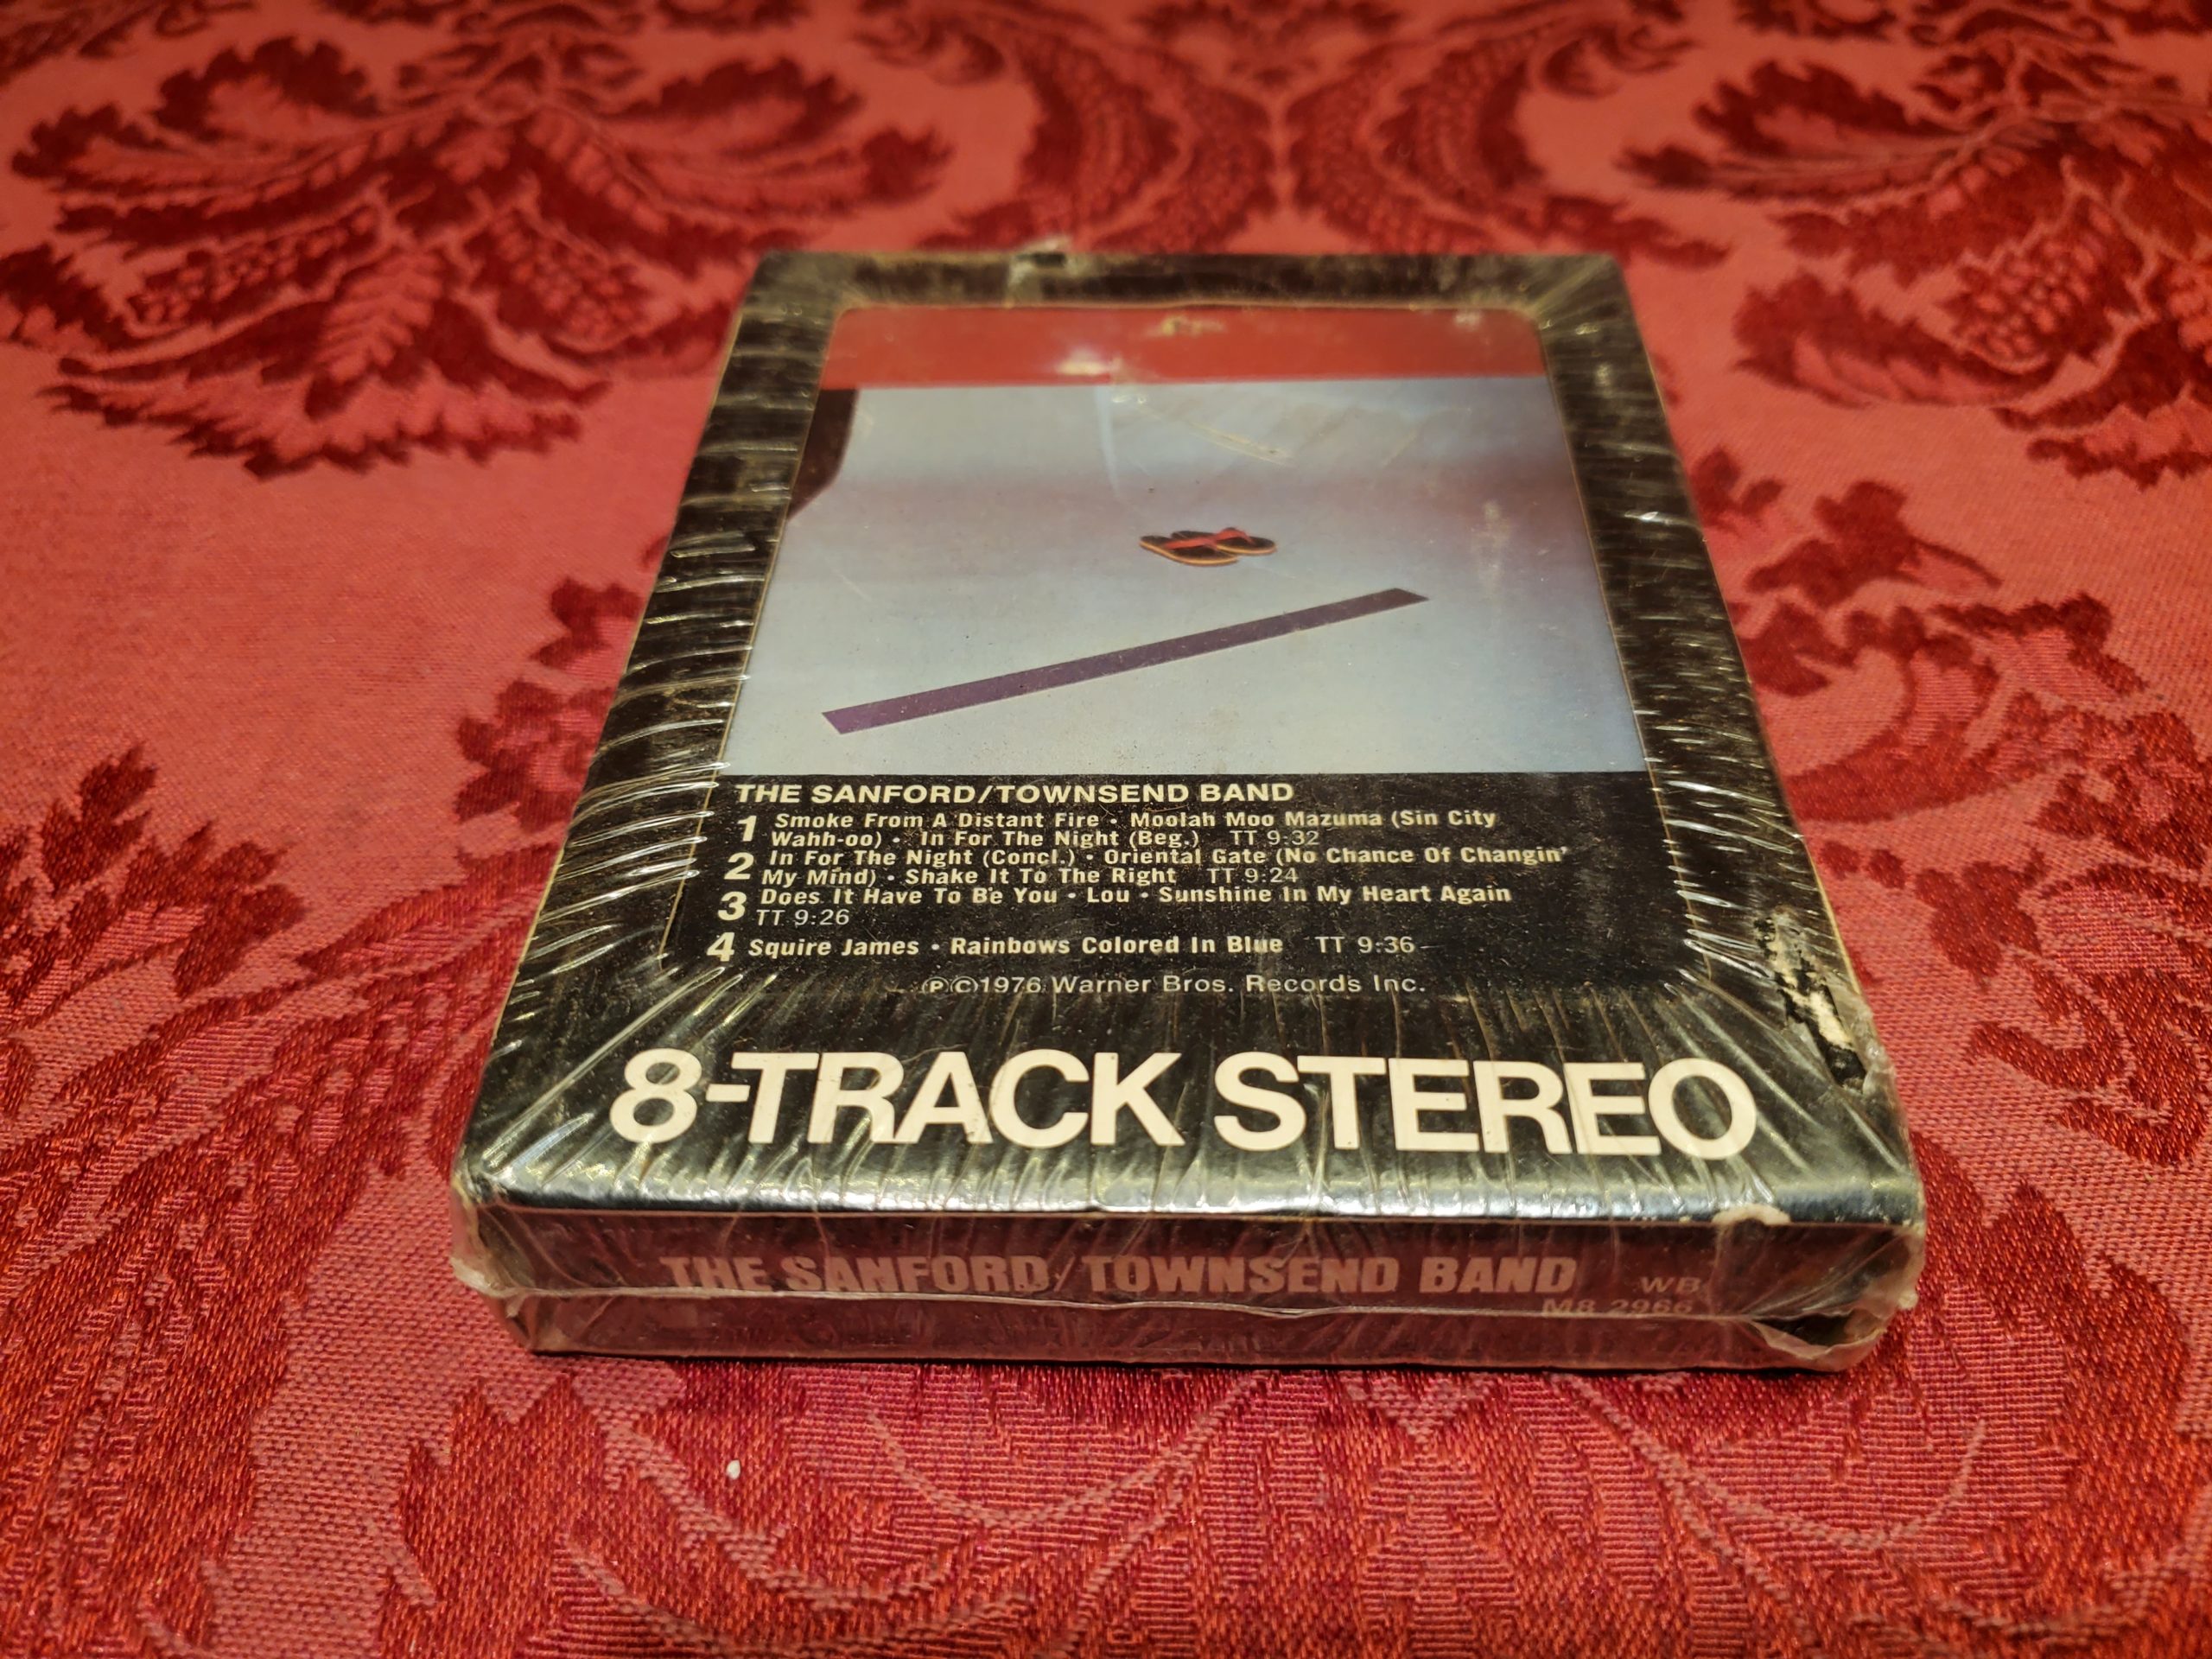 THE SANFORD/TOWNSEND BAND
1 Smoke From A Distant Fire • Moolah Moo Mazuma (Sin City
Wahh-oo) • In For The Night (Beg.) TT 9:32
2 In For The Night (Concl.) • Oriental Gate (No Chance Of Changin'
My Mind) • Shake It To The Right TT 9:24
3 Does It Have To Be You • Lou • Sunshine In My Heart Again
TT 9:26
4 Squire James • Rainbows Colored In Blue TT 9:36
℗©1976 Warner Bros. Records Inc.
8-TRACK STEREO
THE SANFORD/TOWNSEND BAND WB
M8 2966